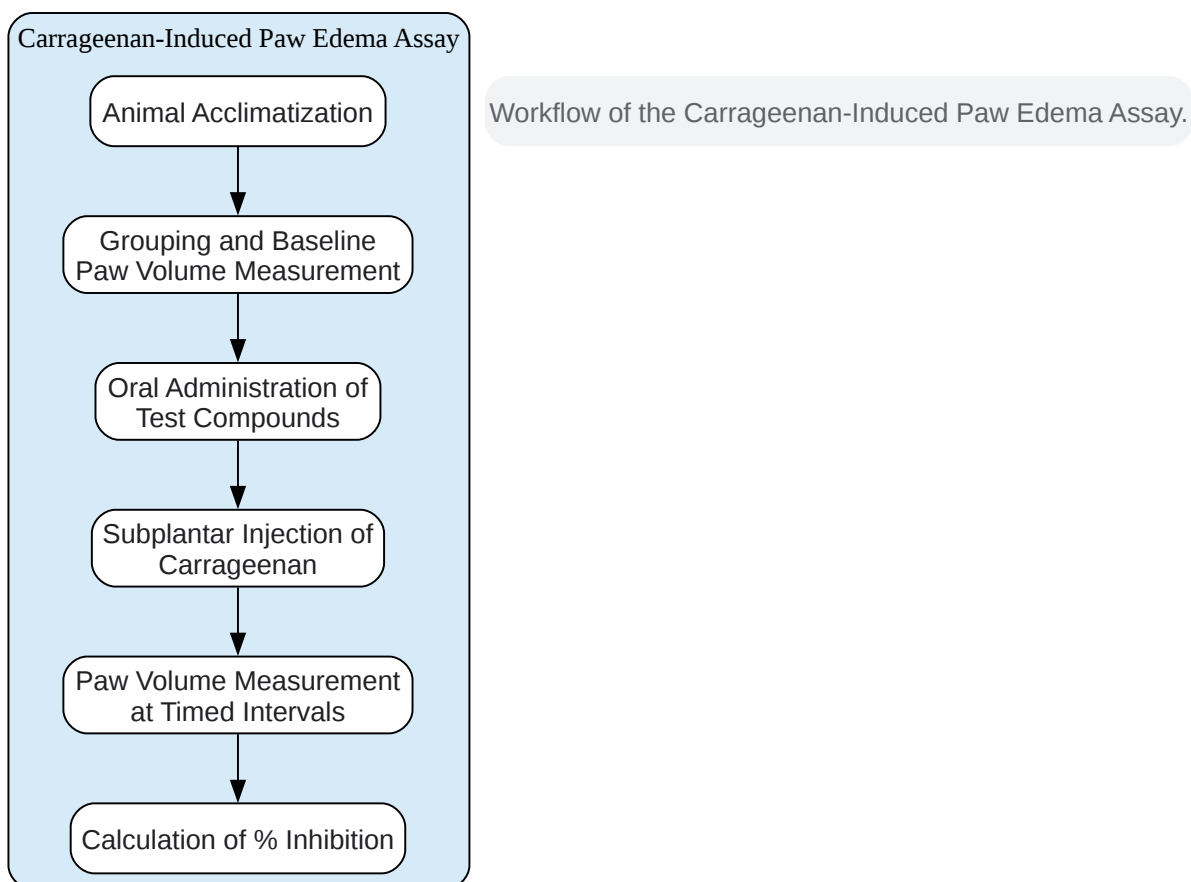 Carrageenan-Induced Paw Edema Assay
Animal Acclimatization
Workflow of the Carrageenan-Induced Paw Edema Assay.
Grouping and Baseline
Paw Volume Measurement
Oral Administration of
Test Compounds
Subplantar Injection of
Carrageenan
Paw Volume Measurement
at Timed Intervals
Calculation of % Inhibition